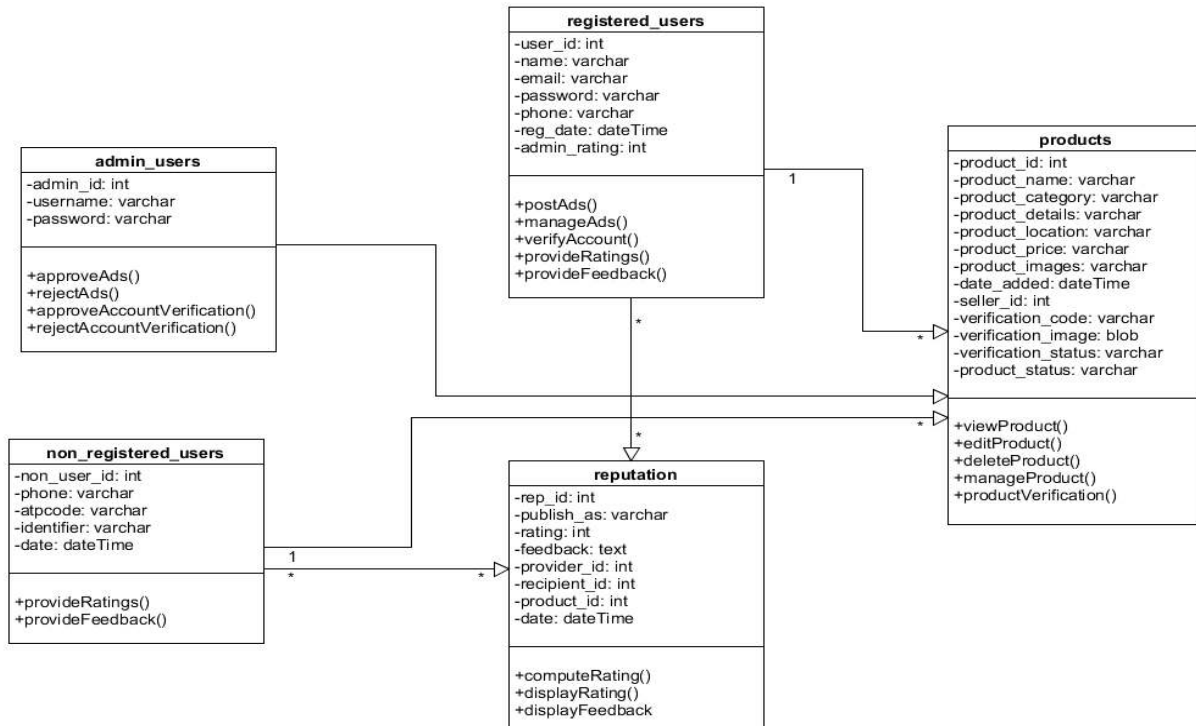 registered_users
-user_id: int
-name: varchar
-email: varchar
-password: varchar
-phone: varchar
-reg_date: dateTime
-admin_rating: int
+postAds()
+manageAds()
+verifyAccount()
+provideRatings()
+provideFeedback()
admin_users
-admin_id: int
-username: varchar
-password: varchar
+approveAds()
+rejectAds()
+approveAccountVerification()
+rejectAccountVerification()
products
-product_id: int
-product_name: varchar
-product_category: varchar
-product_details: varchar
-product_location: varchar
-product_price: varchar
-product_images: varchar
-date_added: dateTime
-seller_id: int
-verification_code: varchar
-verification_image: blob
-verification_status: varchar
-product_status: varchar
+viewProduct()
+editProduct()
+deleteProduct()
+manageProduct()
+productVerification()
1
*
*
*
*
non_registered_users
-non_user_id: int
-phone: varchar
-atpcode: varchar
-identifier: varchar
-date: dateTime
+provideRatings()
+provideFeedback()
1
*
*
reputation
-rep_id: int
-publish_as: varchar
-rating: int
-feedback: text
-provider_id: int
-recipient_id: int
-product_id: int
-date: dateTime
+computeRating()
+displayRating()
+displayFeedback